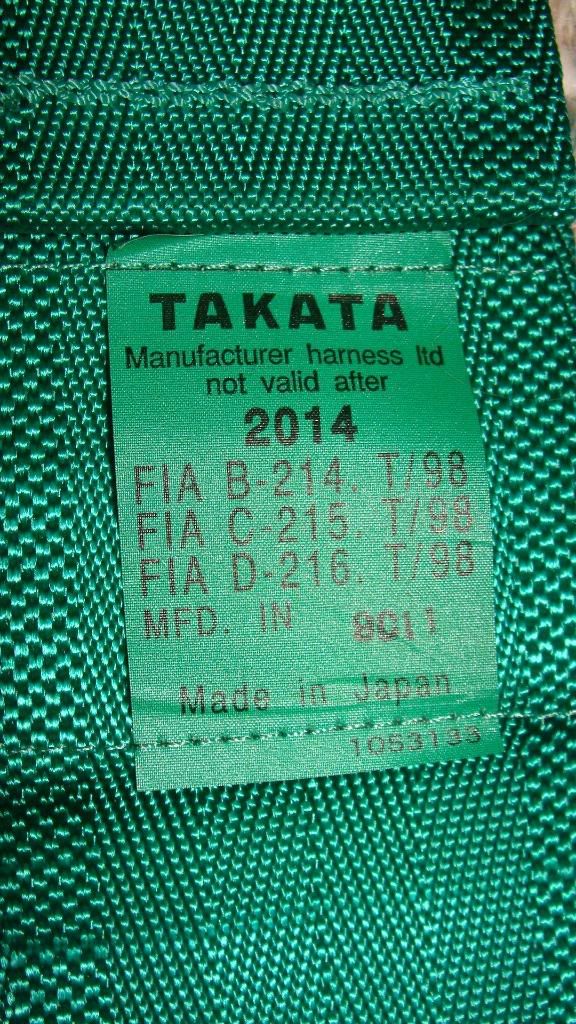 TAKATA
Manufacturer harness ltd
not valid after
2014
FIA B-214. T/98
FIA C-215. T/98
FIA D-216. T/98
MFD. IN
Made in Japan
1053193